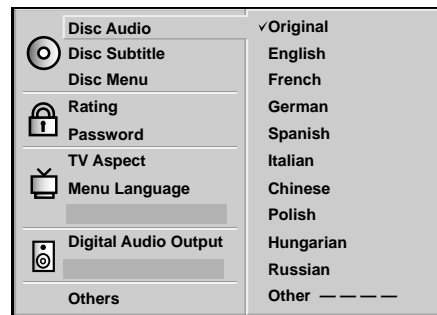 Disc Audio
Disc Subtitle
Disc Menu
Rating
Password
TV Aspect
Menu Language
Digital Audio Output
Others
✓Original
English
French
German
Spanish
Italian
Chinese
Polish
Hungarian
Russian
Other — — — —